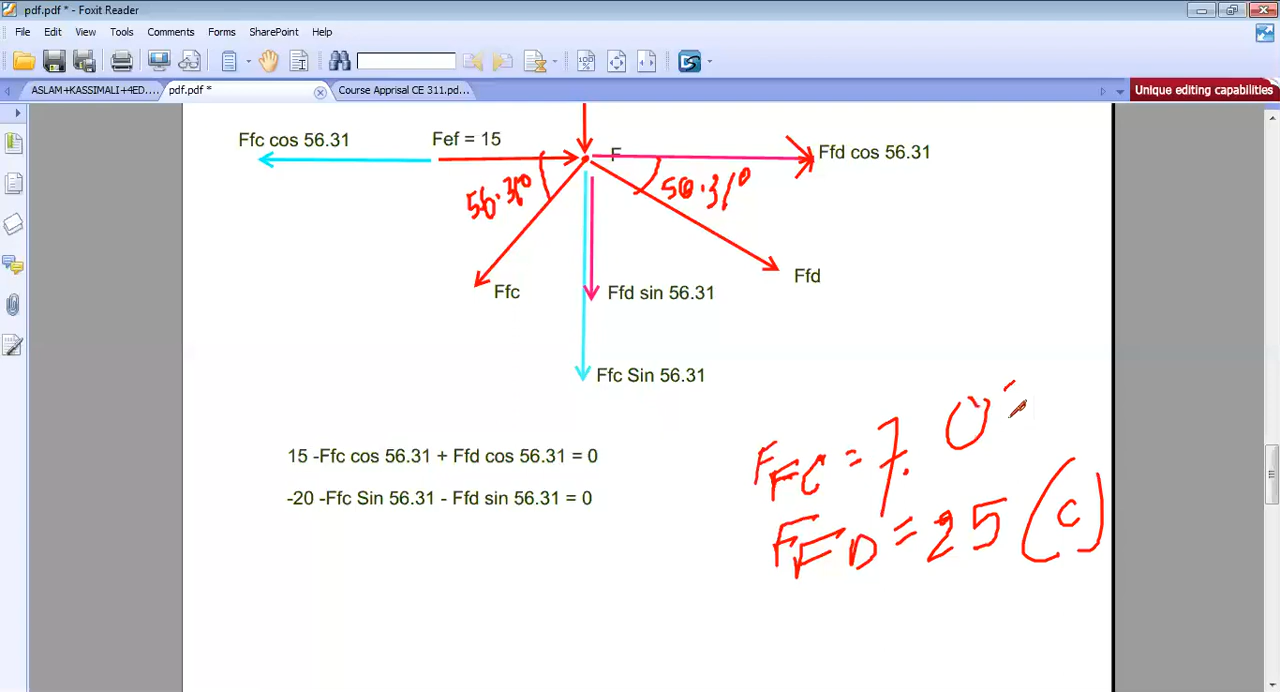 pdf.pdf * - Foxit Reader
File Edit View Tools Comments Forms SharePoint Help
ASLAM+KASSIMALI+4ED.... pdf.pdf * Course Apprisal CE 311.pd... Unique editing capabilities
Ffc cos 56.31
Fef = 15
F
Ffd cos 56.31
56.31°
56.31°
Ffd
Ffc
Ffd sin 56.31
Ffc Sin 56.31
15 -Ffc cos 56.31 + Ffd cos 56.31 = 0
-20 -Ffc Sin 56.31 - Ffd sin 56.31 = 0
FFC = 7. 0
FFD = 25 (C)